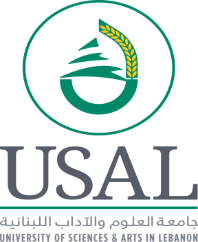 USAL
جامعة العلوم والآداب اللبنانية
UNIVERSITY OF SCIENCES & ARTS IN LEBANON